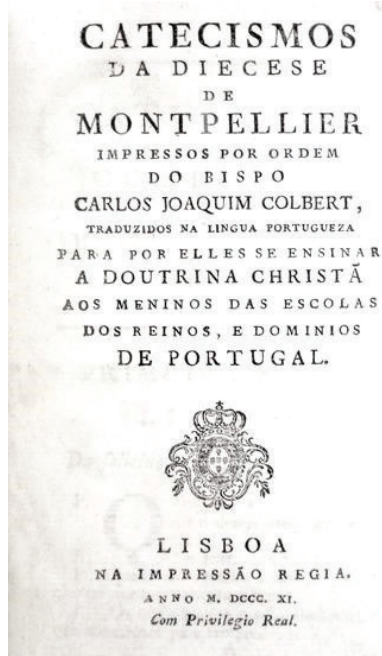 CATECISMOS
DA DIECESE
DE
MONTPELLIER
IMPRESSOS POR ORDEM
DO BISPO
CARLOS JOAQUIM COLBERT,
TRADUZIDOS NA LINGUA PORTUGUEZA
PARA POR ELLES SE ENSINAR
A DOUTRINA CHRISTÃ
AOS MENINOS DAS ESCOLAS
DOS REINOS, E DOMINIOS
DE PORTUGAL.
LISBOA
NA IMPRESSÃO REGIA.
ANNO M. DCCC. XI.
Com Privilegio Real.